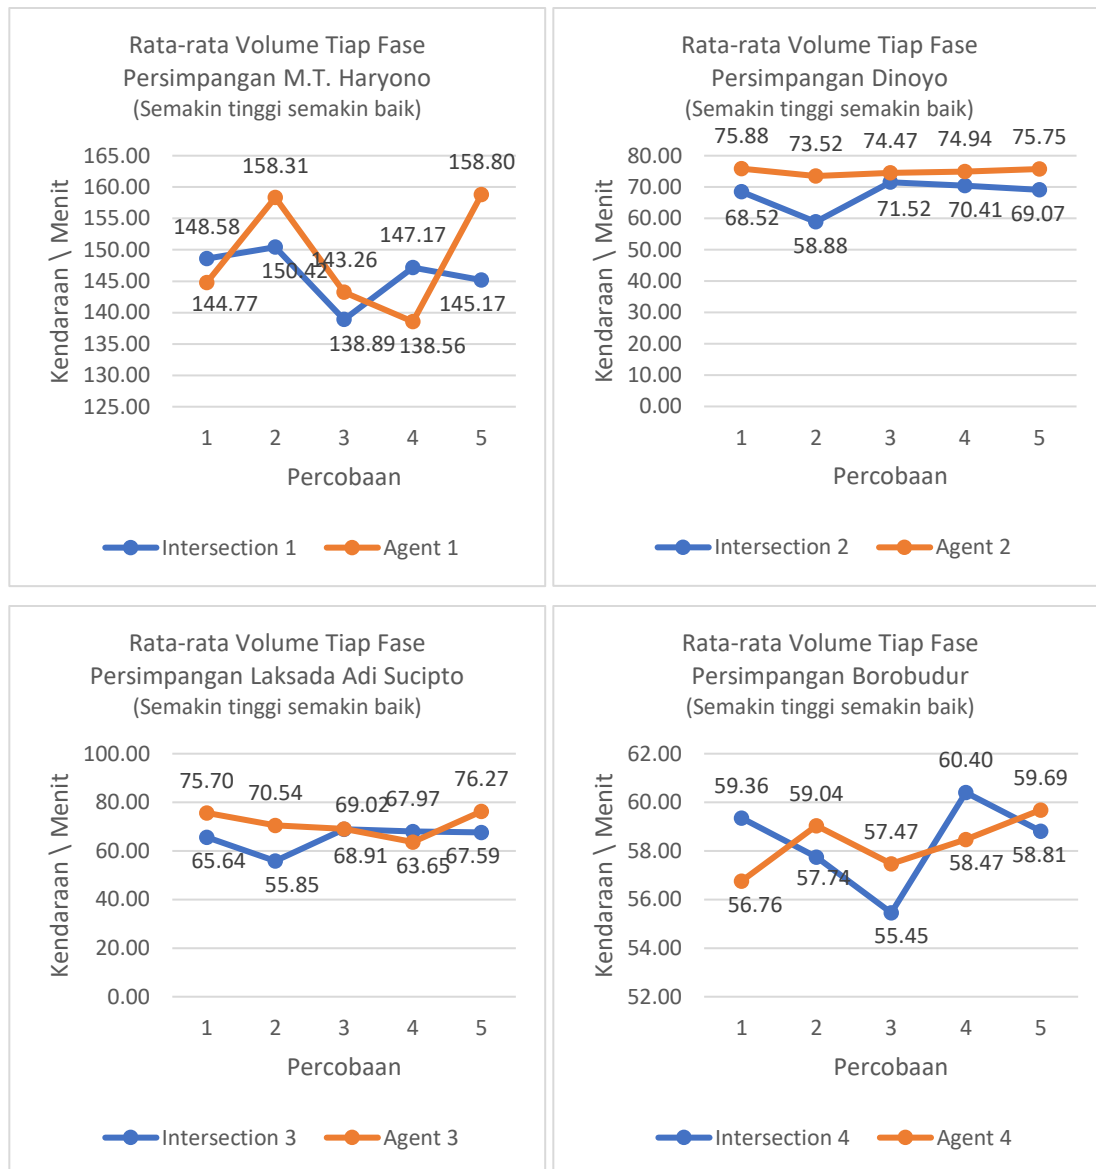 Rata-rata Volume Tiap Fase
Persimpangan M.T. Haryono
(Semakin tinggi semakin baik)
165.00
160.00
155.00
150.00
145.00
140.00
135.00
130.00
125.00
Kendaraan \ Menit
148.58
158.31
150.42
144.77
143.26
138.89
147.17
138.56
158.80
145.17
1 2 3 4 5
Percobaan
Intersection 1 Agent 1
Rata-rata Volume Tiap Fase
Persimpangan Dinoyo
(Semakin tinggi semakin baik)
80.00
70.00
60.00
50.00
40.00
30.00
20.00
10.00
0.00
Kendaraan \ Menit
75.88 73.52 74.47 74.94 75.75
68.52 58.88 71.52 70.41 69.07
1 2 3 4 5
Percobaan
Intersection 2 Agent 2
Rata-rata Volume Tiap Fase
Persimpangan Laksada Adi Sucipto
(Semakin tinggi semakin baik)
100.00
80.00
60.00
40.00
20.00
0.00
Kendaraan \ Menit
75.70 70.54 69.02 67.97 76.27
65.64 55.85 68.91 63.65 67.59
1 2 3 4 5
Percobaan
Intersection 3 Agent 3
Rata-rata Volume Tiap Fase
Persimpangan Borobudur
(Semakin tinggi semakin baik)
62.00
60.00
58.00
56.00
54.00
52.00
Kendaraan \ Menit
59.36 59.04 57.47 60.40 59.69
56.76 57.74 55.45 58.47 58.81
1 2 3 4 5
Percobaan
Intersection 4 Agent 4